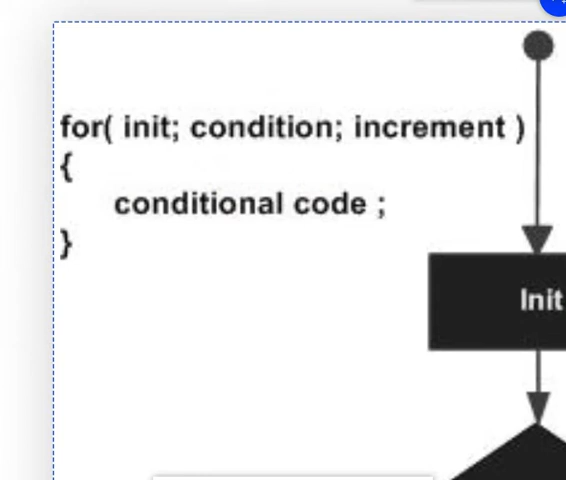 for( init; condition; increment )
{
conditional code ;
}
Init